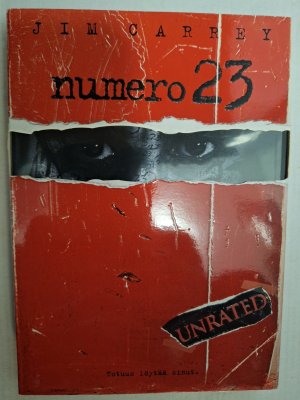 JIM CARREY
numero 23
UNRATED
Totuus löytää sinut.